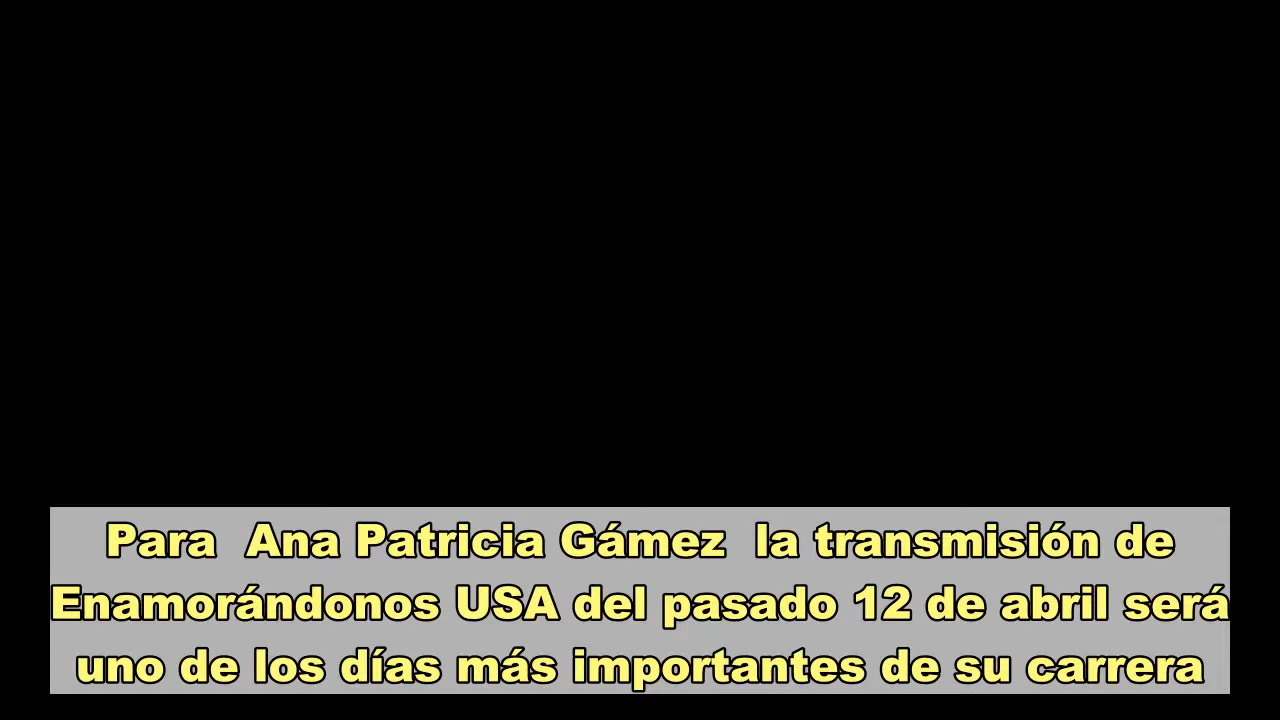 Para  Ana Patricia Gámez  la transmisión de
Enamorándonos USA del pasado 12 de abril será
uno de los días más importantes de su carrera